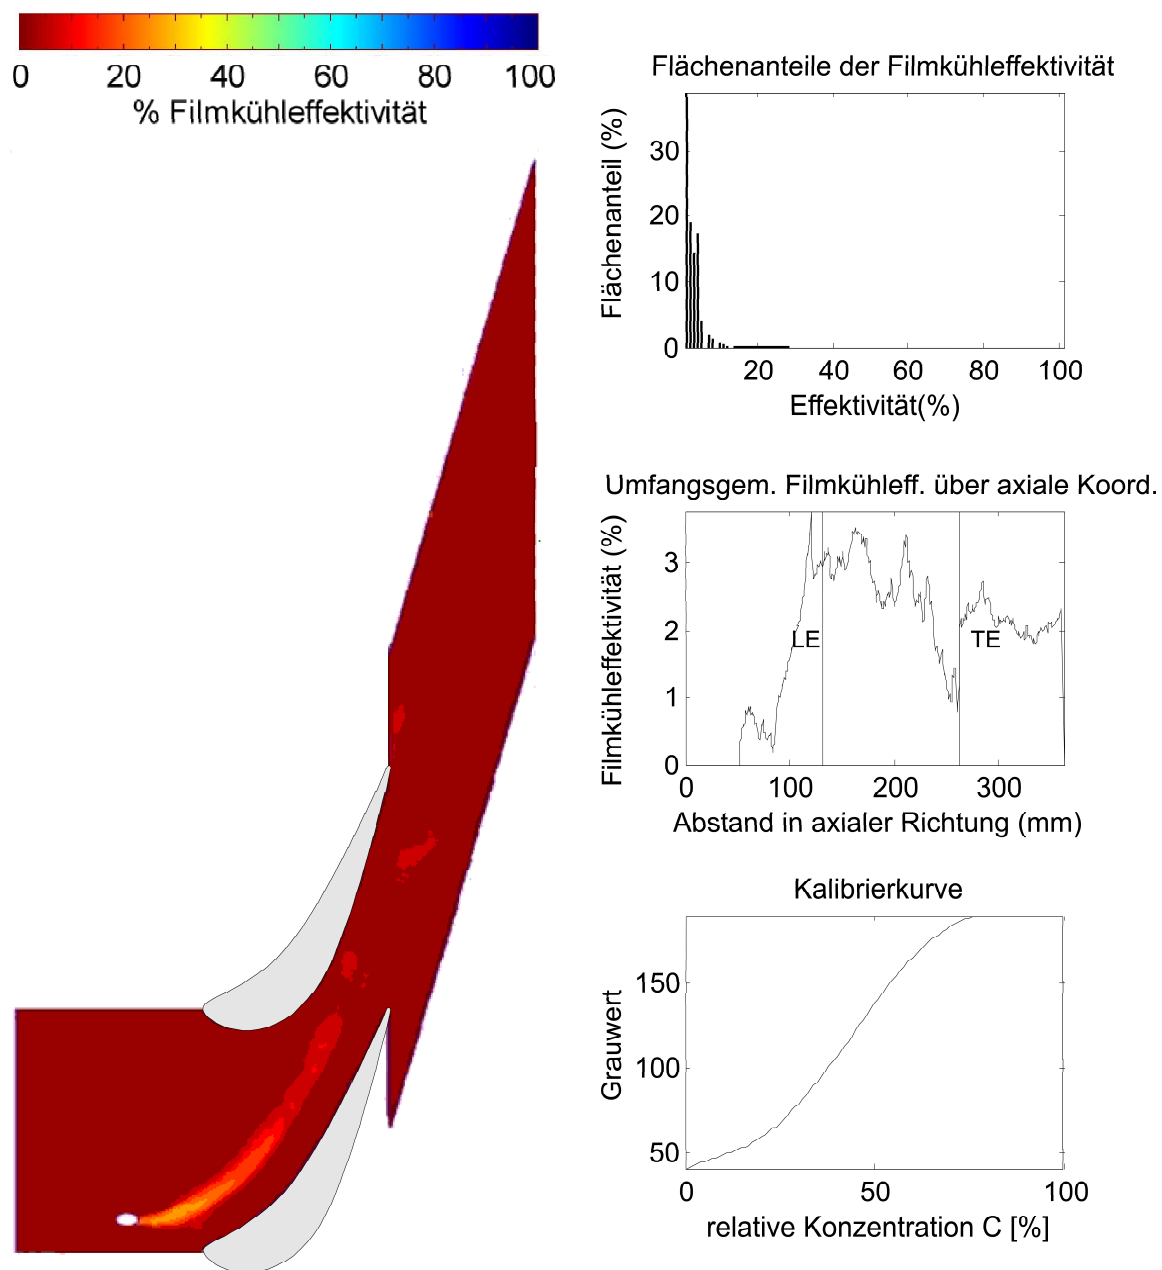 0 20 40 60 80 100
% Filmkühleffektivität
Flächenanteile der Filmkühleffektivität
Flächenanteil (%)
30
20
10
0
20 40 60 80 100
Effektivität(%)
Umfangsgem. Filmkühleff. über axiale Koord.
Filmkühleffektivität (%)
3
2
1
0
LE TE
0 100 200 300
Abstand in axialer Richtung (mm)
Kalibrierkurve
Grauwert
150
100
50
0 50 100
relative Konzentration C [%]